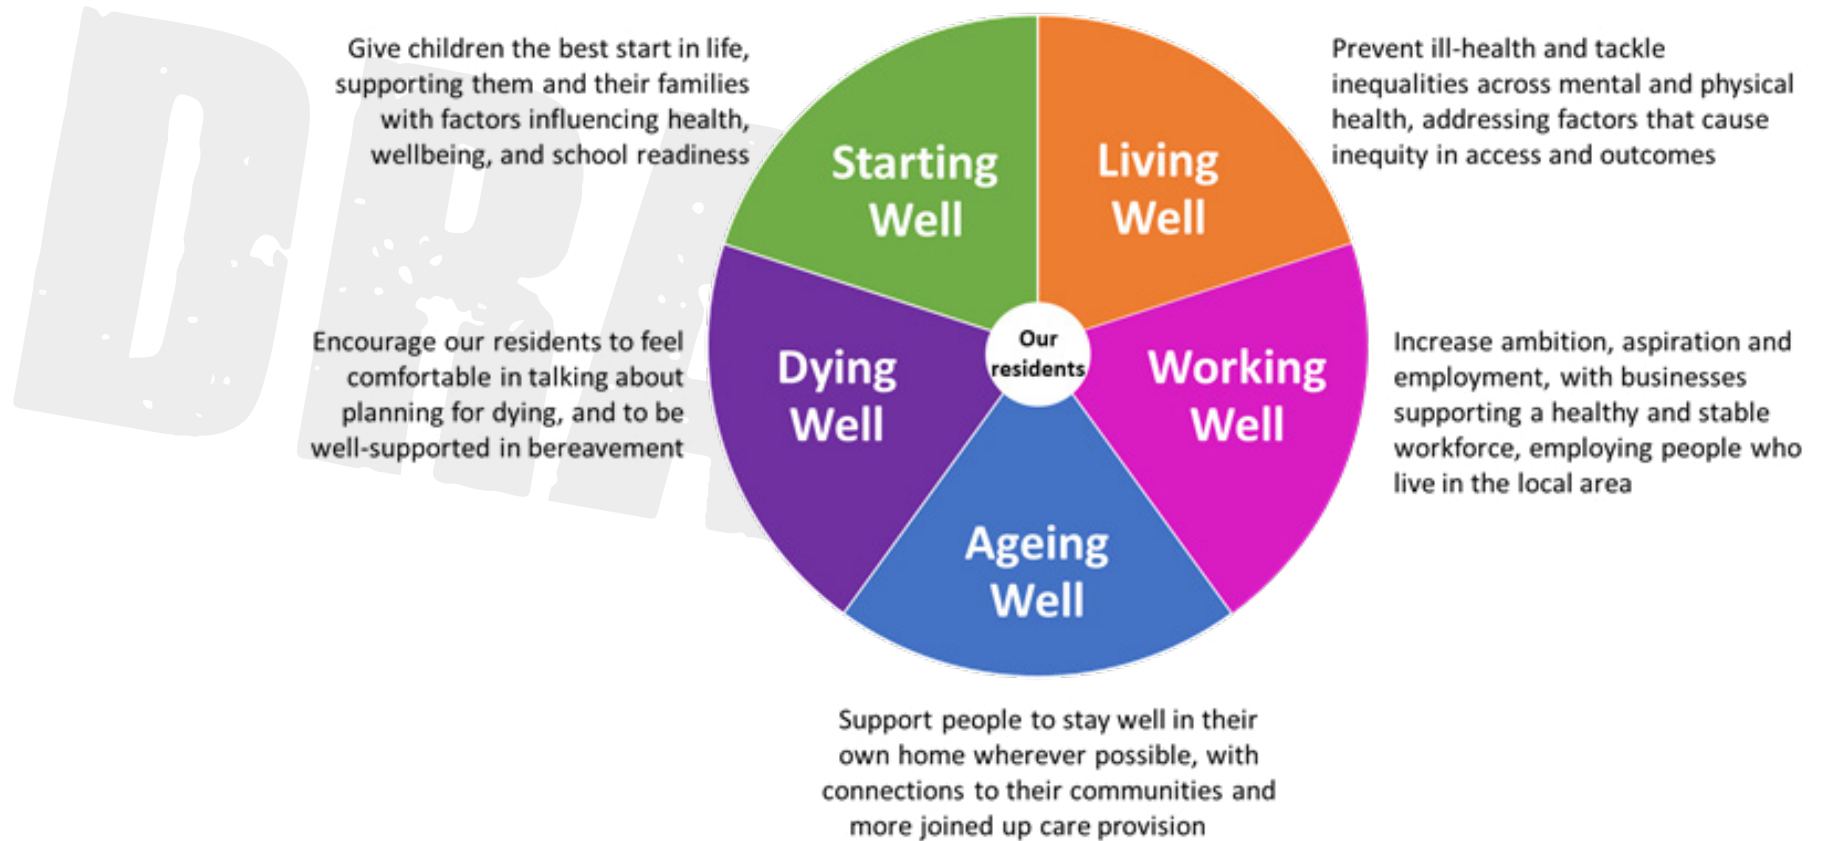 Give children the best start in life,
supporting them and their families
with factors influencing health,
wellbeing, and school readiness
Starting
Well
Living
Well
Prevent ill-health and tackle
inequalities across mental and physical
health, addressing factors that cause
inequity in access and outcomes
Encourage our residents to feel
comfortable in talking about
planning for dying, and to be
well-supported in bereavement
Dying
Well
Our
residents
Working
Well
Increase ambition, aspiration and
employment, with businesses
supporting a healthy and stable
workforce, employing people who
live in the local area
Ageing
Well
Support people to stay well in their
own home wherever possible, with
connections to their communities and
more joined up care provision
DRA